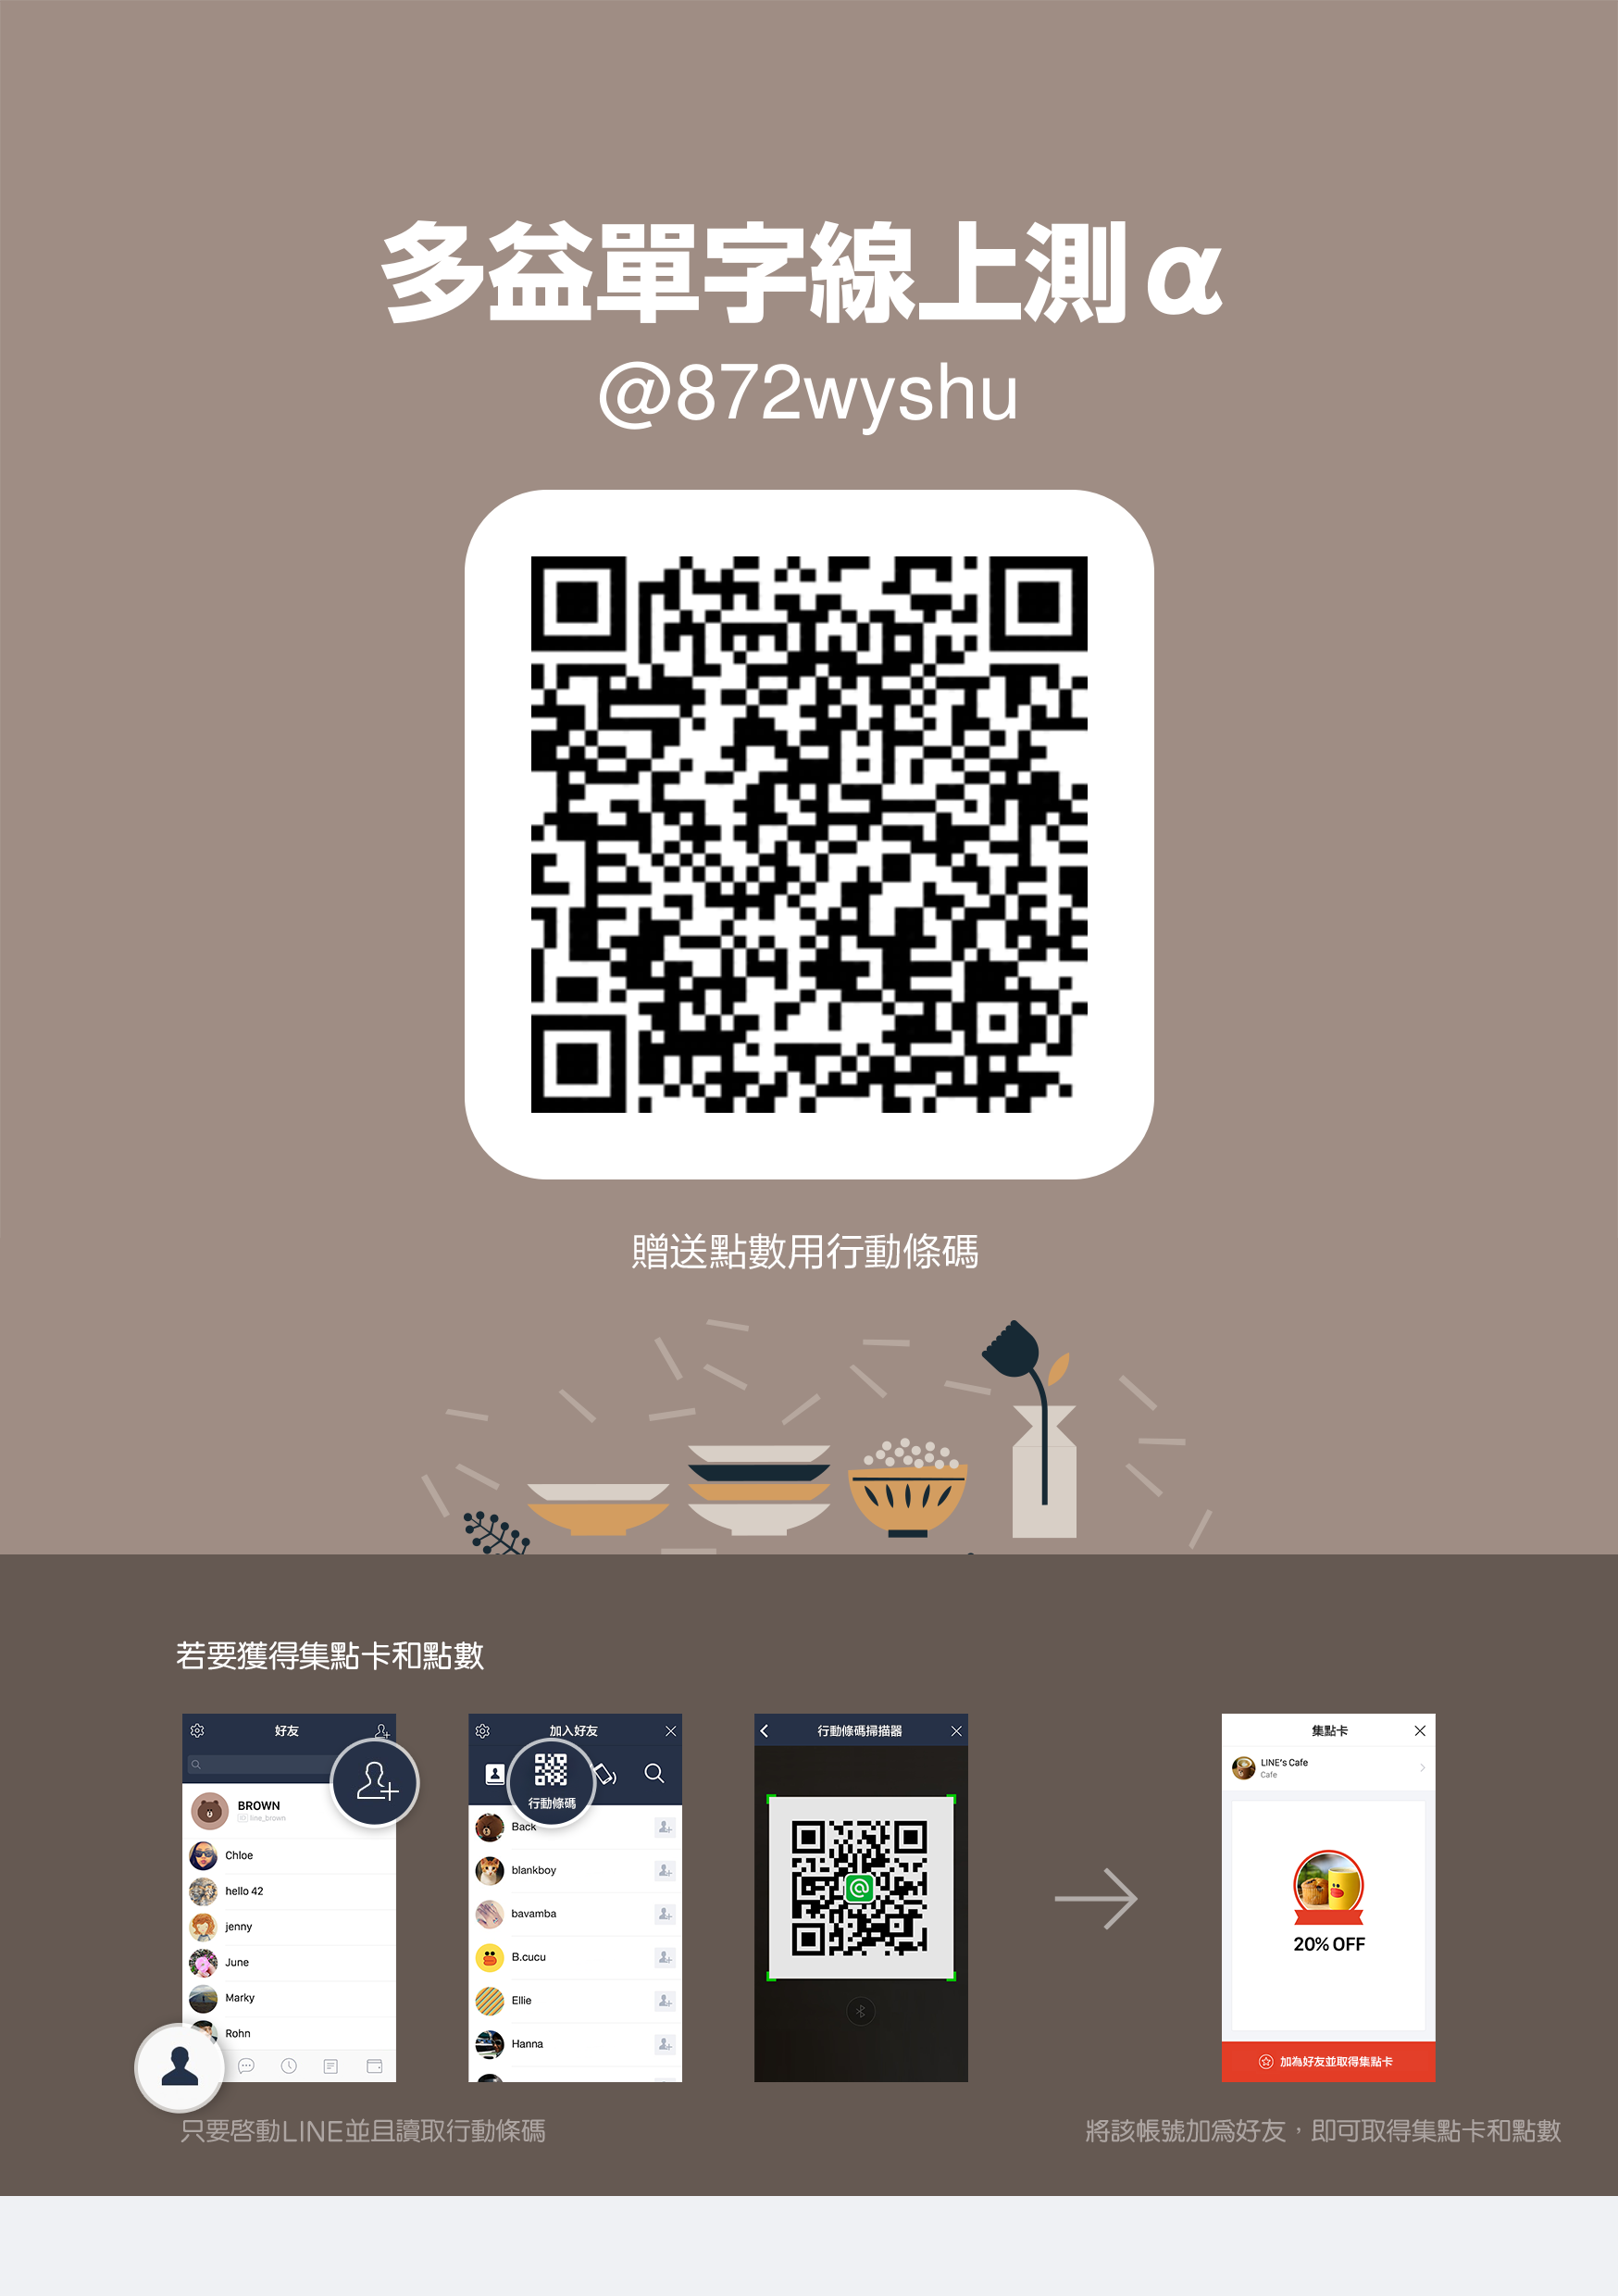 多益單字線上測α
@872wyshu
贈送點數用行動條碼
若要獲得集點卡和點數
好友
BROWN
line_brown
Chloe
hello 42
jenny
June
Marky
Rohn
加入好友
行動條碼
Back
blankboy
bavamba
B.cucu
Ellie
Hanna
行動條碼掃描器
集點卡
LINE's Cafe
Cafe
20% OFF
加為好友並取得集點卡
只要啓動LINE並且讀取行動條碼
將該帳號加為好友，即可取得集點卡和點數